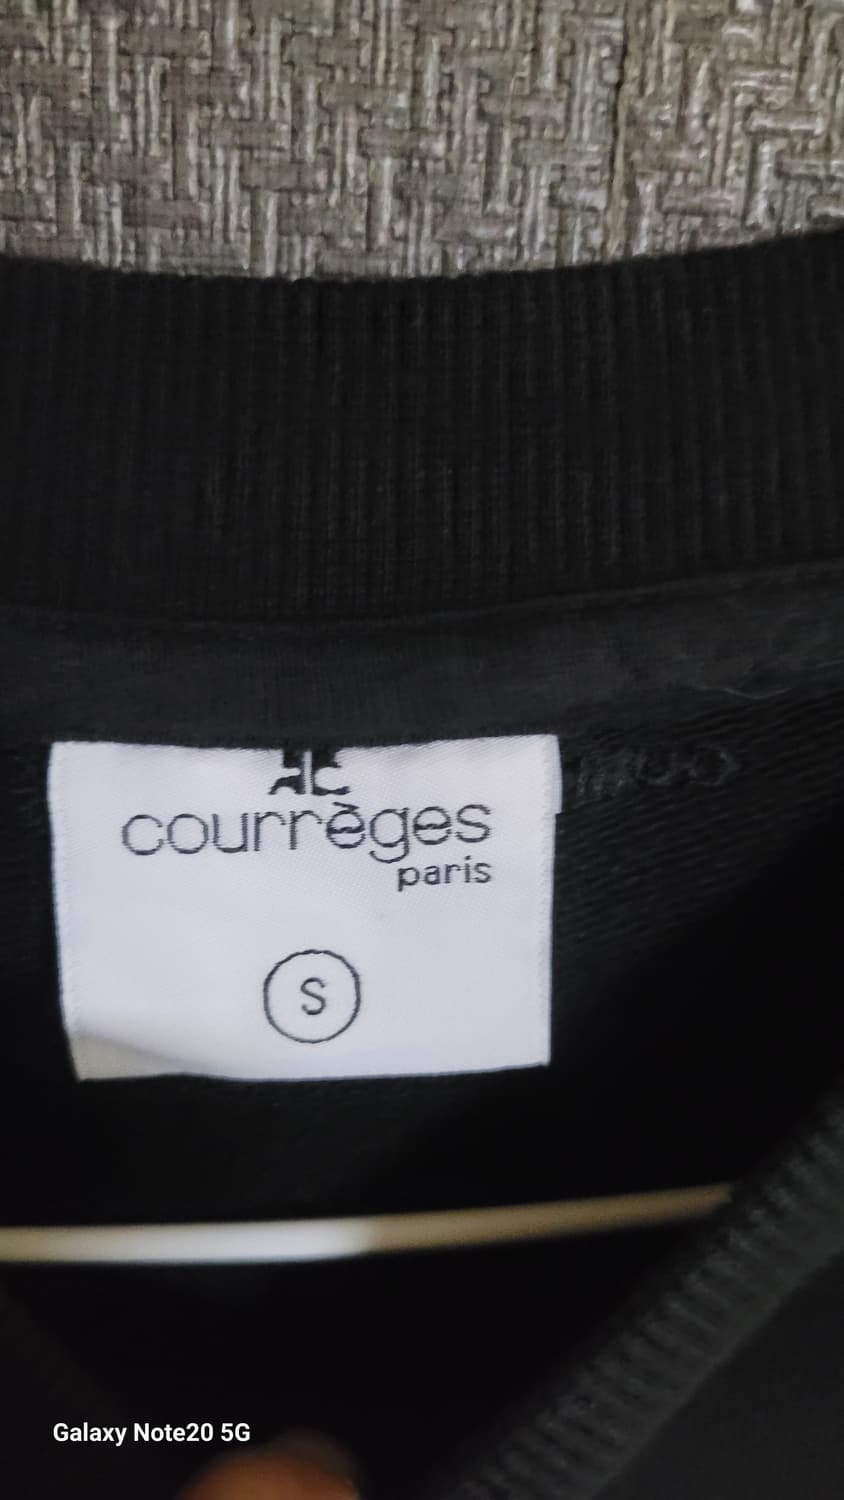 courrèges
paris
S
Galaxy Note20 5G